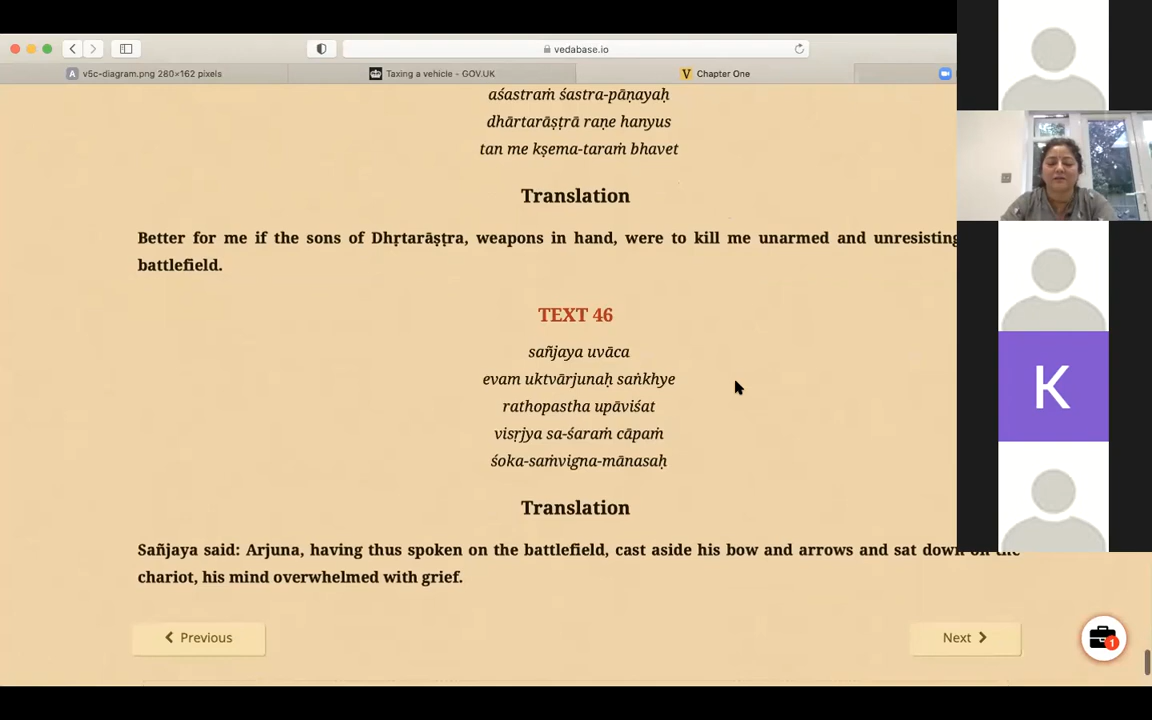 vedabase.io
v5c-diagram.png 280×162 pixels
Taxing a vehicle - GOV.UK
Chapter One
aśastraṁ śastra-pāṇayaḥ
dhārtarāṣṭrā raṇe hanyus
tan me kṣema-taraṁ bhavet
Translation
Better for me if the sons of Dhṛtarāṣṭra, weapons in hand, were to kill me unarmed and unresisting
battlefield.
TEXT 46
sañjaya uvāca
evam uktvārjunaḥ saṅkhye
rathopastha upāviśat
visṛjya sa-śaraṁ cāpaṁ
śoka-saṁvigna-mānasaḥ
Translation
Sañjaya said: Arjuna, having thus spoken on the battlefield, cast aside his bow and arrows and sat down on the
chariot, his mind overwhelmed with grief.
Previous
Next
1
K